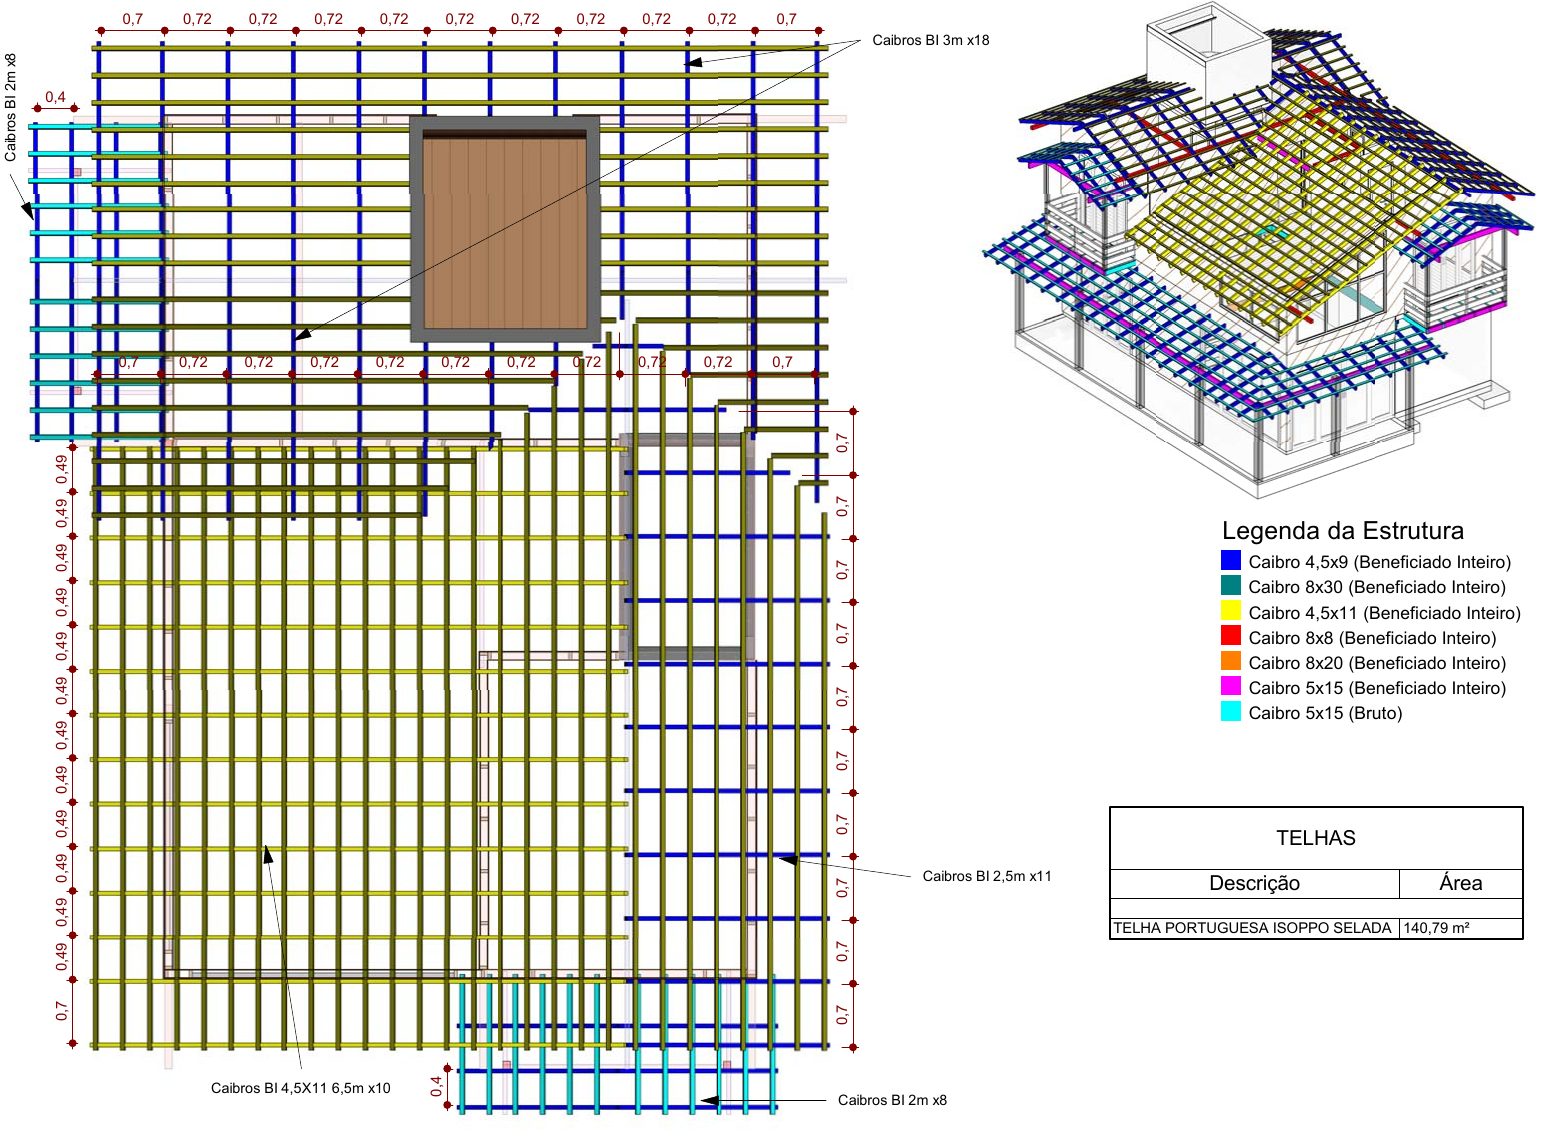 0,7 0,72 0,72 0,72 0,72 0,72 0,72 0,72 0,72 0,72 0,7
Caibros BI 3m x18
Caibros BI 2m x8
0,4
0,7 0,72 0,72 0,72 0,72 0,72 0,72 0,72 0,72 0,72 0,7
0,49
0,49
0,49
0,49
0,49
0,49
0,49
0,49
0,49
0,49
0,49
0,49
0,7
0,7
0,7
0,7
0,7
0,7
0,7
0,7
0,7
0,7
0,7
Caibros BI 2,5m x11
Caibros BI 4,5X11 6,5m x10
0,4
Caibros BI 2m x8
Legenda da Estrutura
Caibro 4,5x9 (Beneficiado Inteiro)
Caibro 8x30 (Beneficiado Inteiro)
Caibro 4,5x11 (Beneficiado Inteiro)
Caibro 8x8 (Beneficiado Inteiro)
Caibro 8x20 (Beneficiado Inteiro)
Caibro 5x15 (Beneficiado Inteiro)
Caibro 5x15 (Bruto)
TELHAS
Descrição Área
TELHA PORTUGUESA ISOPPO SELADA 140,79 m²